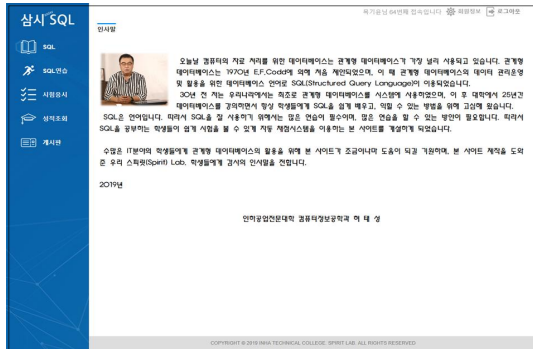 삼시 SQL
옥기윤님 64번째 접속입니다 회원정보 로그아웃
인사말
SQL
SQL연습
시험응시
성적조회
게시판
오늘날 컴퓨터의 자료 처리를 위한 데이터베이스는 관계형 데이터베이스가 가장 널리 사용되고 있습니다. 관계형
데이터베이스는 1970년 E.F.Codd에 의해 처음 제안되었으며, 이 때 관계형 데이터베이스의 데이터 관리운영
및 활용을 위한 데이터베이스 언어로 SQL(Structured Query Language)이 이용되었습니다.
30년 전 저는 우리나라에서는 최초로 관계형 데이터베이스를 시스템에 사용하였으며, 이 후 대학에서 25년간
데이터베이스를 강의하면서 항상 학생들에게 SQL을 쉽게 배우고, 익힐 수 있는 방법을 위해 고심해 왔습니다.
SQL은 언어입니다. 따라서 SQL을 잘 사용하기 위해서는 많은 연습이 필수이며, 많은 연습을 할 수 있는 방안이 필요합니다. 따라서
SQL을 공부하는 학생들이 쉽게 시험을 볼 수 있게 자동 채점시스템을 이용하는 본 사이트를 개설하게 되었습니다.
수많은 IT분야의 학생들에게 관계형 데이터베이스의 활용을 위해 본 사이트가 조금이나마 도움이 되길 기원하며, 본 사이트 제작을 도와
준 우리 스피릿(Spirit) Lab. 학생들에게 감사의 인사말을 전합니다.
2019년
인하공업전문대학 컴퓨터정보공학과 허 태 성
COPYRIGHT © 2019 INHA TECHNICAL COLLEGE. SPIRIT LAB. ALL RIGHTS RESERVED